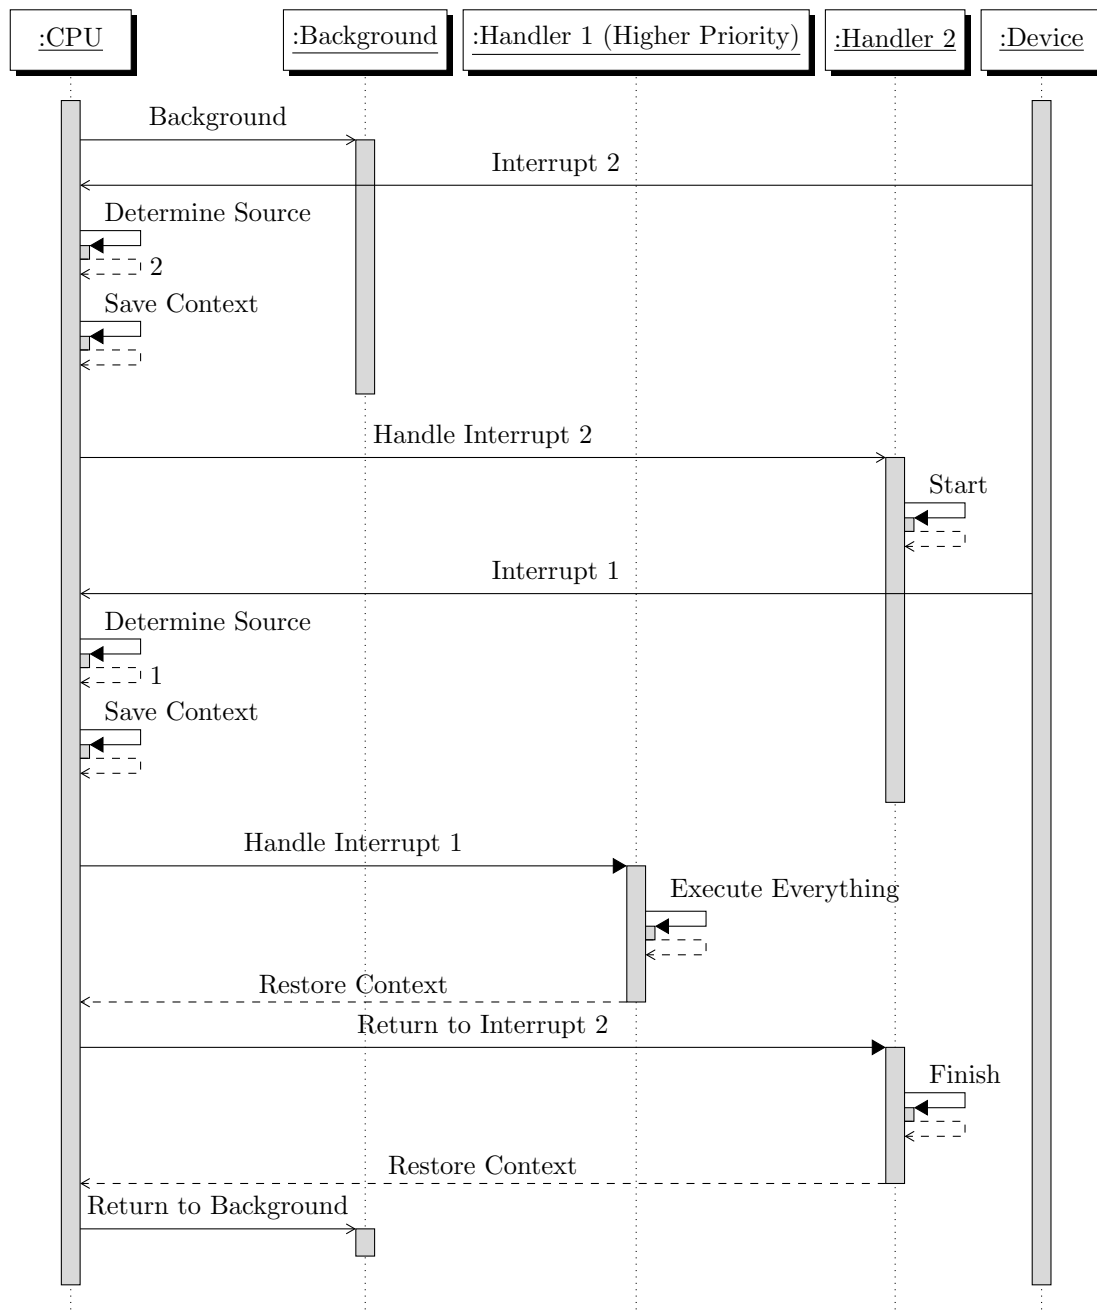 :CPU
:Background
:Handler 1 (Higher Priority)
:Handler 2
:Device
Background
Interrupt 2
Determine Source
2
Save Context
Handle Interrupt 2
Start
Interrupt 1
Determine Source
1
Save Context
Handle Interrupt 1
Execute Everything
Restore Context
Return to Interrupt 2
Finish
Restore Context
Return to Background